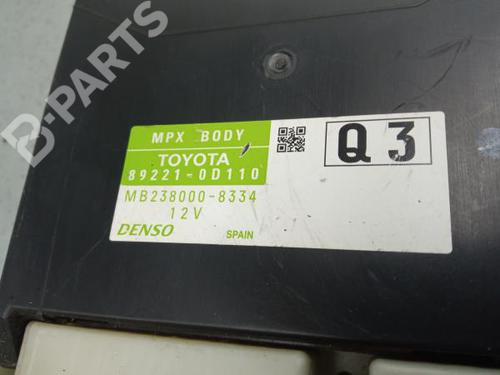 B-PARTS
MPX BODY
TOYOTA
89221-0D110
MB238000-8334
12V
DENSO
SPAIN
Q3